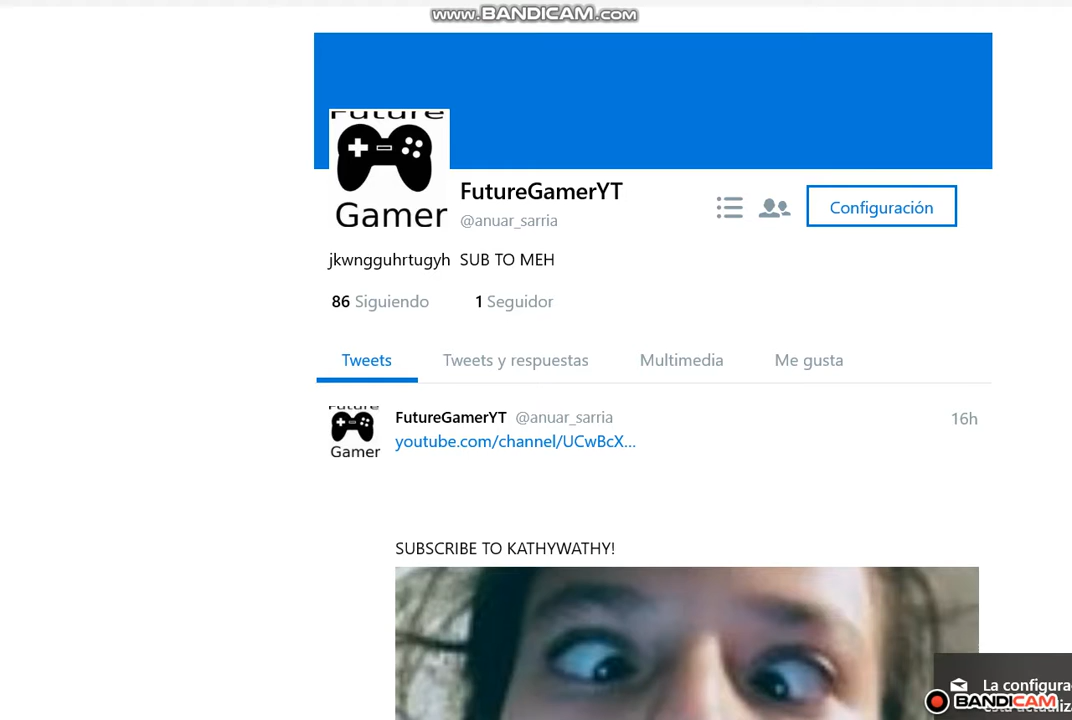 www.BANDICAM.com
Future
Gamer
FutureGamerYT
@anuar_sarria
Configuración
jkwngguhrtugyh SUB TO MEH
86 Siguiendo 1 Seguidor
Tweets Tweets y respuestas Multimedia Me gusta
Future
Gamer
FutureGamerYT @anuar_sarria 16h
youtube.com/channel/UCwBcX...
SUBSCRIBE TO KATHYWATHY!
La configura
BANDICAM